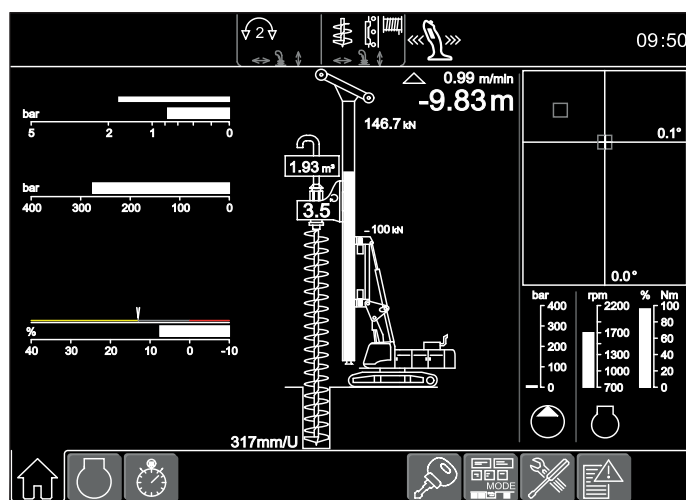 2
09:50
0.99 m/min
-9.83m
bar
5 2 1 0
146.7 kN
0.1°
1.93 m³
bar
400 300 200 100 0
3.5
-100 kN
0.0°
bar rpm % Nm
400 2200 100
300 1700 80
200 1300 60
100 1000 40
0 700 20
0
%
40 30 20 10 0 -10
317mm/U
MODE